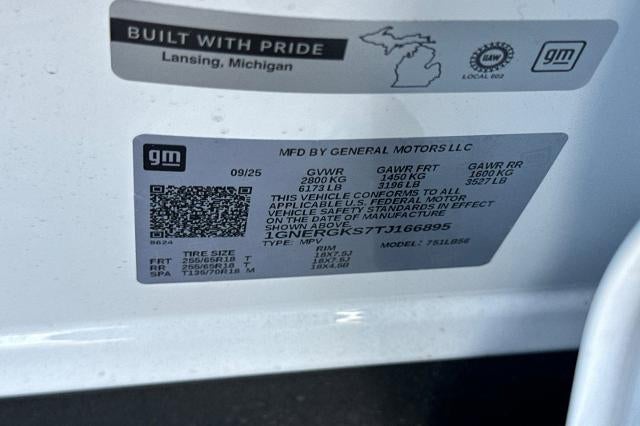 BUILT WITH PRIDE
Lansing, Michigan
UAW
LOCAL 602
gm
gm
MFD BY GENERAL MOTORS LLC
09/25
GVWR
2800 KG
6173 LB
GAWR FRT
1450 KG
3196 LB
GAWR RR
1600 KG
3527 LB
THIS VEHICLE CONFORMS TO ALL
APPLICABLE U.S. FEDERAL MOTOR
VEHICLE SAFETY STANDARDS IN EFFECT
ON THE DATE OF MANUFACTURE
SHOWN ABOVE.
1GNERGKS7TJ166895
8624
TYPE: MPV
MODEL: 751LB56
TIRE SIZE RIM
FRT 255/65R18 T 18X7.5J
RR 255/65R18 T 18X7.5J
SPA T135/70R18 M 18X4.5B